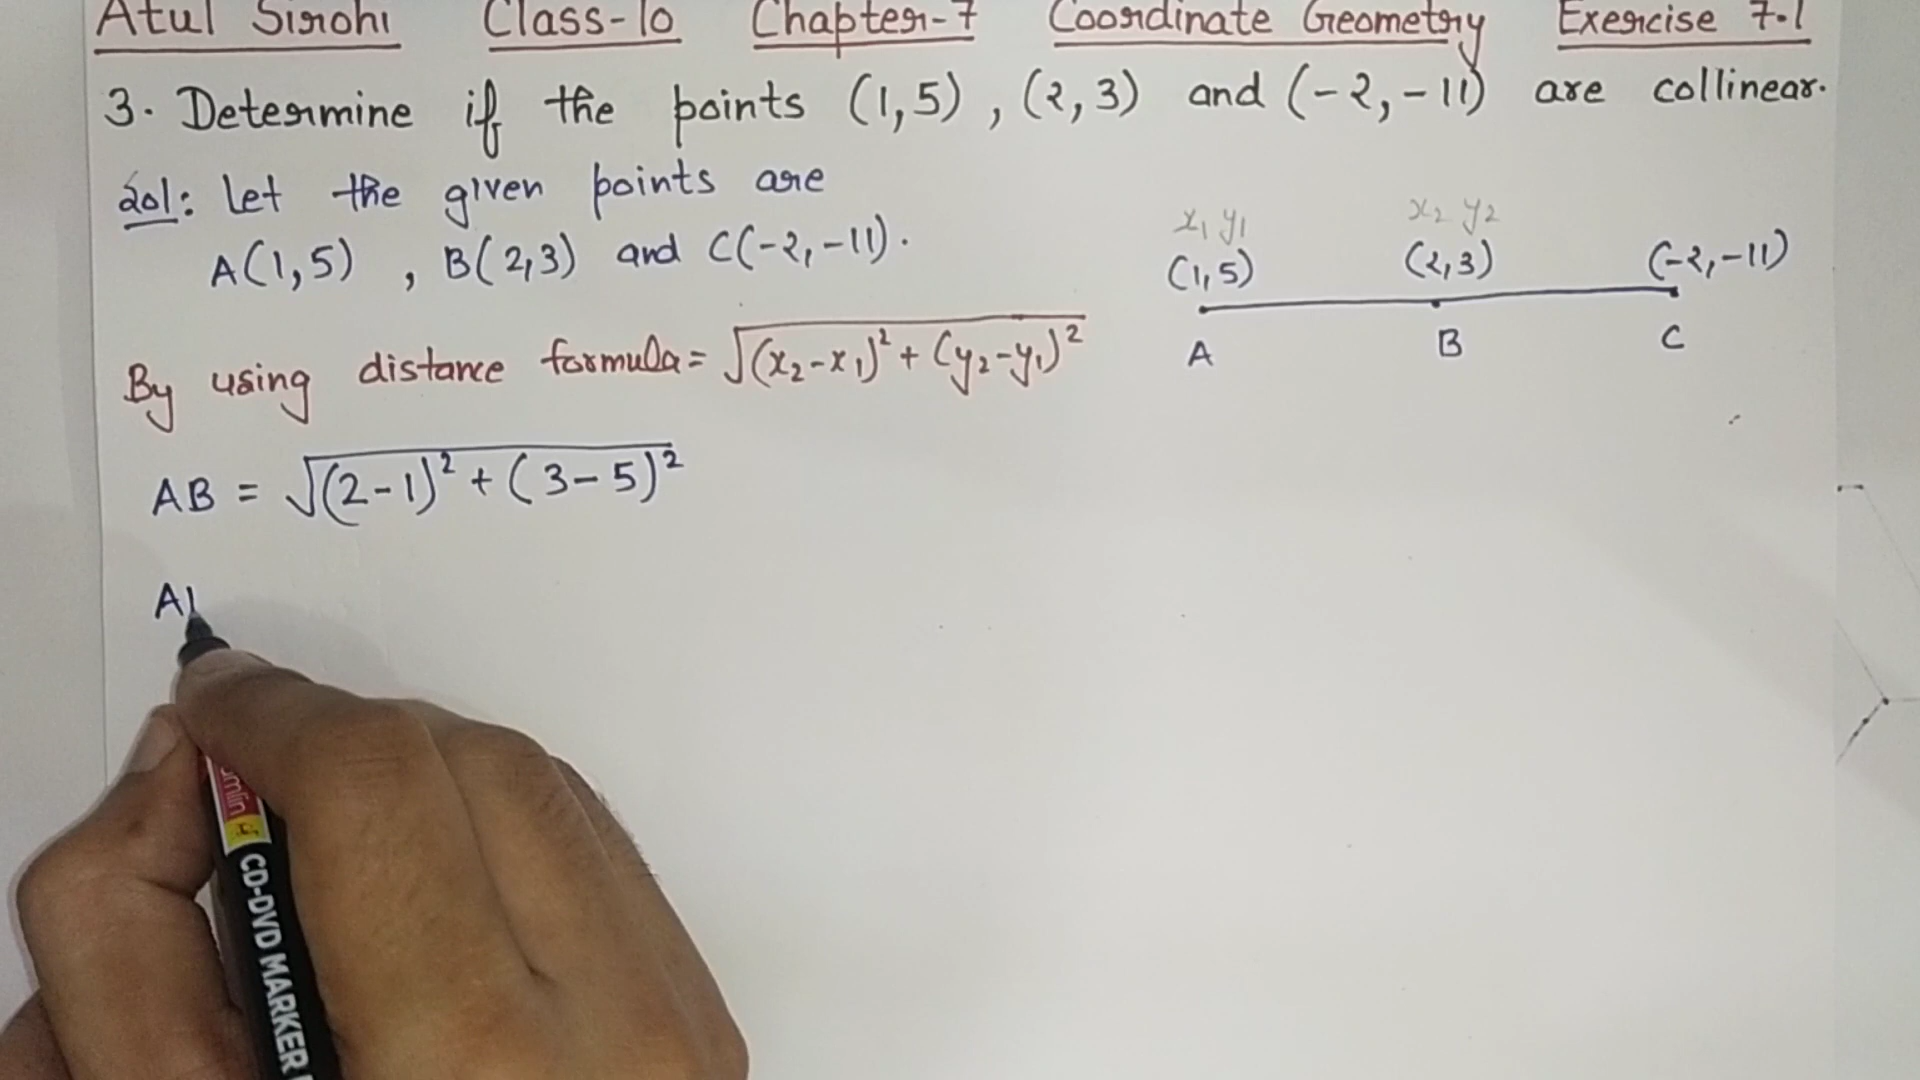 Atul Sirohi Class-10 Chapter-7 Coordinate Geometry Exercise 7.1
3. Determine if the points (1,5), (2,3) and (-2,-11) are collinear.
Sol: Let the given points are
A(1,5), B(2,3) and C(-2,-11).
x₁ y₁ x₂ y₂
(1,5) (2,3) (-2,-11)
A B C
By using distance formula = √(x₂-x₁)² + (y₂-y₁)²
AB = √(2-1)² + (3-5)²
A
CD-DVD MARKER